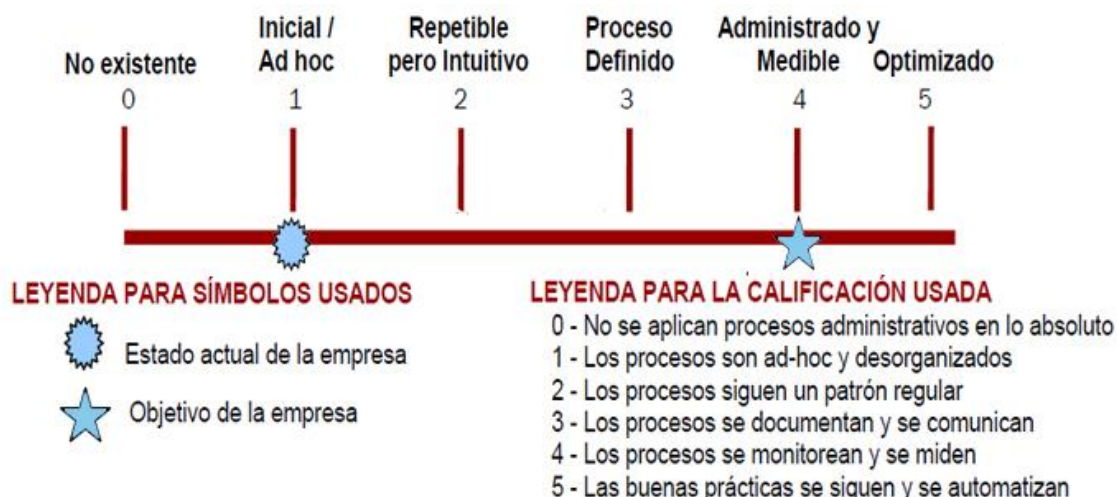 No existente
0
Inicial /
Ad hoc
1
Repetible
pero Intuitivo
2
Proceso
Definido
3
Administrado y
Medible
4
Optimizado
5
LEYENDA PARA SÍMBOLOS USADOS
Estado actual de la empresa
Objetivo de la empresa
LEYENDA PARA LA CALIFICACIÓN USADA
0 - No se aplican procesos administrativos en lo absoluto
1 - Los procesos son ad-hoc y desorganizados
2 - Los procesos siguen un patrón regular
3 - Los procesos se documentan y se comunican
4 - Los procesos se monitorean y se miden
5 - Las buenas prácticas se siguen y se automatizan